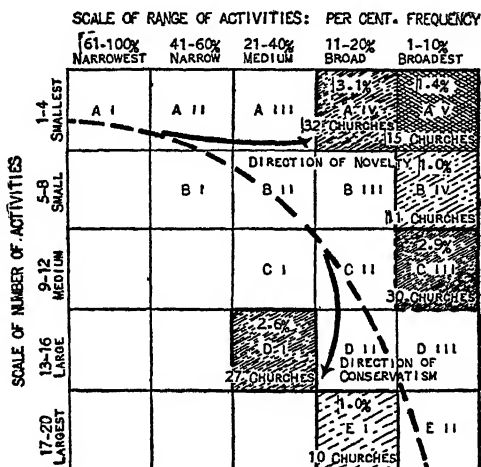 SCALE OF RANGE OF ACTIVITIES: PER CENT. FREQUENCY
61-100% 41-60% 21-40% 11-20% 1-10%
NARROWEST NARROW MEDIUM BROAD BROADEST
SCALE OF NUMBER OF ACTIVITIES
1-4
SMALLEST
3.1% 1.4%
A I A II A III A IV A V
32 CHURCHES 15 CHURCHES
DIRECTION OF NOVELTY
5-8
SMALL
1.0%
B I B II B III B IV
11 CHURCHES
9-12
MEDIUM
2.9%
C I C II C III
30 CHURCHES
13-16
LARGE
2.6%
D I D II D III
27 CHURCHES
DIRECTION OF
CONSERVATISM
17-20
LARGEST
1.0%
E I E II
10 CHURCHES